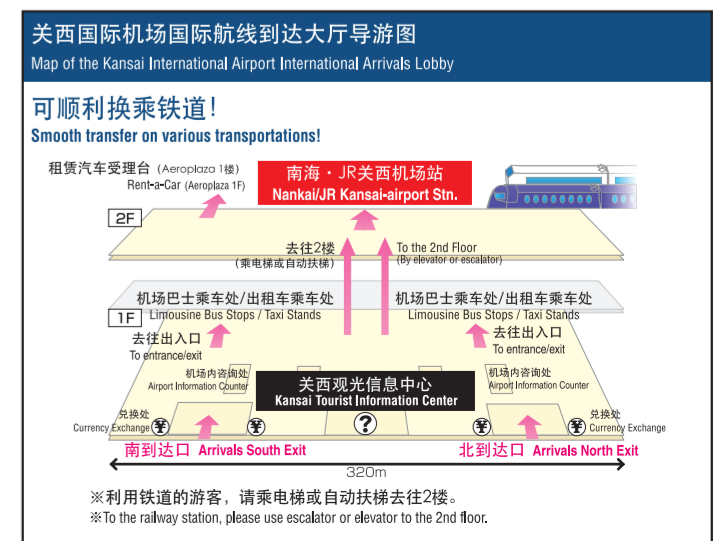 关西国际机场国际航线到达大厅导游图
Map of the Kansai International Airport International Arrivals Lobby
可顺利换乘铁道!
Smooth transfer on various transportations!
租赁汽车受理台 (Aeroplaza 1楼)
Rent-a-Car (Aeroplaza 1F)
南海・JR关西机场站
Nankai/JR Kansai-airport Stn.
2F
去往2楼
(乘电梯或自动扶梯)
To the 2nd Floor
(By elevator or escalator)
机场巴士乘车处/出租车乘车处
Limousine Bus Stops / Taxi Stands
机场巴士乘车处/出租车乘车处
Limousine Bus Stops / Taxi Stands
1F
去往出入口
To entrance/exit
去往出入口
To entrance/exit
机场内咨询处
Airport Information Counter
关西观光信息中心
Kansai Tourist Information Center
机场内咨询处
Airport Information Counter
兑换处
Currency Exchange ¥
¥
?
¥
¥
兑换处
Currency Exchange
南到达口 Arrivals South Exit
北到达口 Arrivals North Exit
320m
※利用铁道的游客，请乘电梯或自动扶梯去往2楼。
※To the railway station, please use escalator or elevator to the 2nd floor.